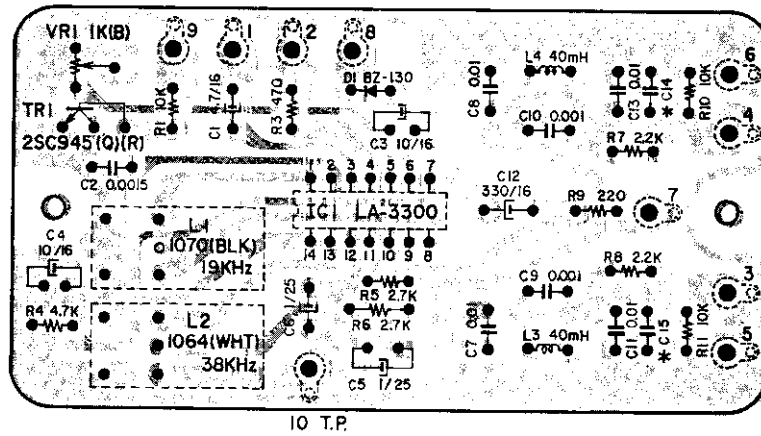 VR1 1K(B)
9
1
2
8
L4 40mH
6
D1 BZ-130
R1 10K
C1 4.7/16
R3 470
C8 0.01
C13 0.01
*C14
R10 10K
TR1
C10 0.001
4
2SC945(Q)(R)
C3 10/16
R7 2.2K
C2 0.0015
1 2 3 4 5 6 7
C12
330/16
R9 220
7
IC1 LA-3300
C4
10/16
L1
1070(BLK)
19KHz
14 13 12 11 10 9 8
R8 2.2K
C9 0.001
3
R4 4.7K
L2
1064(WHT)
38KHz
C6 1/25
R5 2.7K
R6 2.7K
C7 0.01
L3 40mH
C11 0.01
*C15
R11 10K
5
C5 1/25
10 T.P.